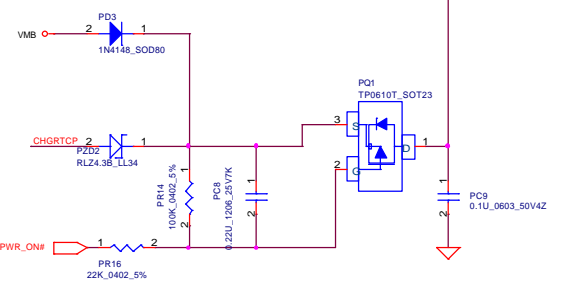 PD3
VMB
2
1
1N4148_SOD80
PQ1
TP0610T_SOT23
3
S
CHGRTCP
2
1
D
1
PZD2
RLZ4.3B_LL34
2
G
1
1
1
PR14
100K_0402_5%
PC8
0.22U_1206_25V7K
PC9
0.1U_0603_50V4Z
2
2
2
PWR_ON#
1
2
PR16
22K_0402_5%